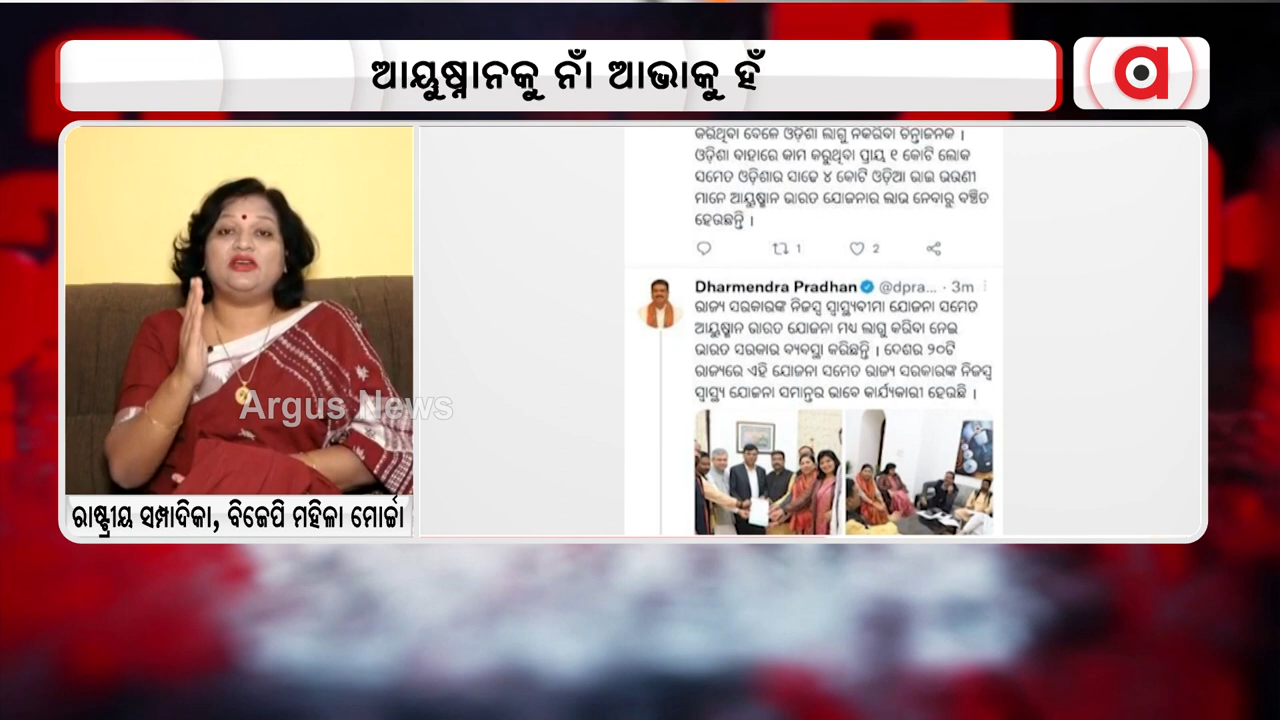 ଆୟୁଷ୍ମାନକୁ ନାଁ ଆଭାକୁ ହଁ
a
କରିଥିବା ବେଳେ ଓଡ଼ିଶା ଲାଗୁ ନକରିବା ଚିନ୍ତାଜନକ ।
ଓଡ଼ିଶା ବାହାରେ କାମ କରୁଥିବା ପ୍ରାୟ ୧ କୋଟି ଲୋକ
ସମେତ ଓଡ଼ିଶାର ସାଢେ ୪ କୋଟି ଓଡ଼ିଆ ଭାଇ ଭଉଣୀ
ମାନେ ଆୟୁଷ୍ମାନ ଭାରତ ଯୋଜନାର ଲାଭ ନେବାରୁ ବଞ୍ଚିତ
ହେଉଛନ୍ତି ।
1 2
Dharmendra Pradhan @dpra... · 3m
ରାଜ୍ୟ ସରକାରଙ୍କ ନିଜସ୍ୱ ସ୍ୱାସ୍ଥ୍ୟବୀମା ଯୋଜନା ସମେତ
ଆୟୁଷ୍ମାନ ଭାରତ ଯୋଜନା ମଧ୍ୟ ଲାଗୁ କରିବା ନେଇ
ଭାରତ ସରକାର ବ୍ୟବସ୍ଥା କରିଛନ୍ତି । ଦେଶର ୨୦ଟି
ରାଜ୍ୟରେ ଏହି ଯୋଜନା ସମେତ ରାଜ୍ୟ ସରକାରଙ୍କ ନିଜସ୍ୱ
ସ୍ୱାସ୍ଥ୍ୟ ଯୋଜନା ସମାନ୍ତର ଭାବେ କାର୍ଯ୍ୟକାରୀ ହେଉଛି ।
Argus News
ରାଷ୍ଟ୍ରୀୟ ସମ୍ପାଦିକା, ବିଜେପି ମହିଳା ମୋର୍ଚ୍ଚା